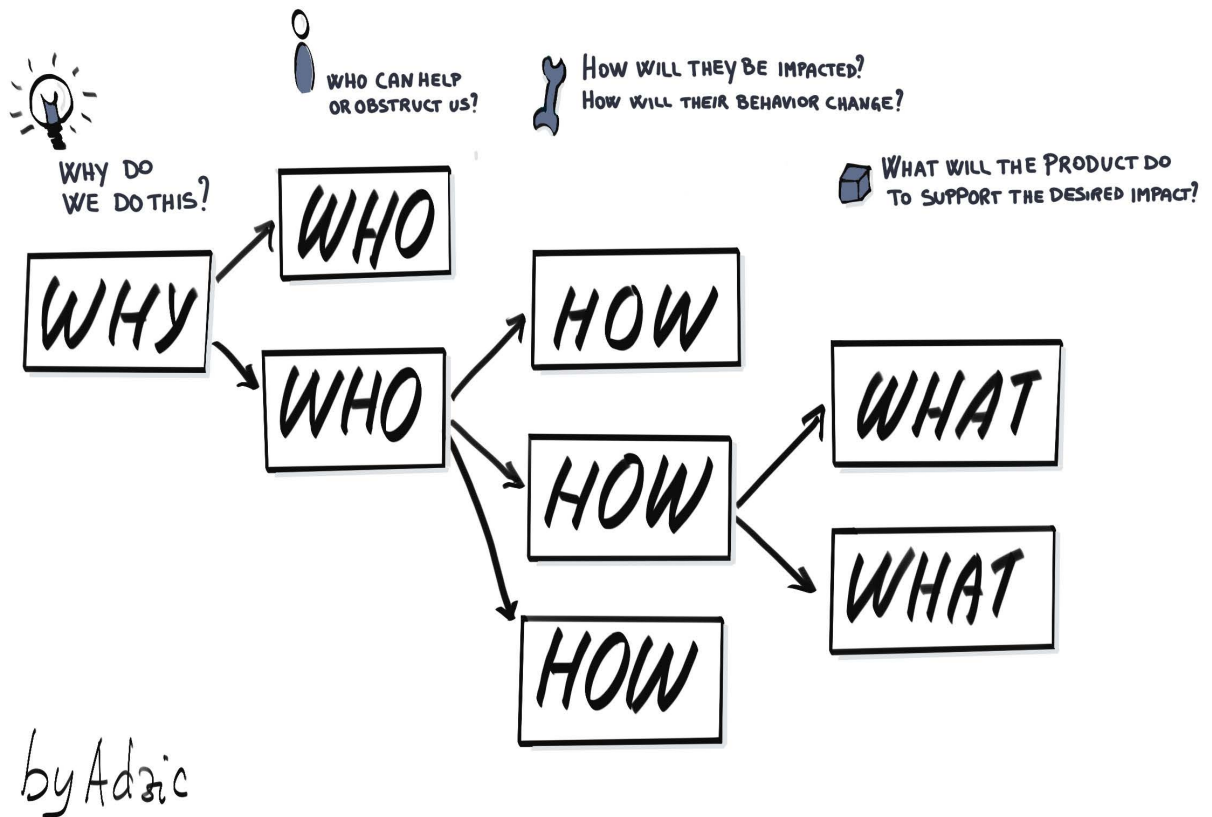 WHO CAN HELP
OR OBSTRUCT US?
HOW WILL THEY BE IMPACTED?
HOW WILL THEIR BEHAVIOR CHANGE?
WHY DO
WE DO THIS?
WHAT WILL THE PRODUCT DO
TO SUPPORT THE DESIRED IMPACT?
WHY
WHO
WHO
HOW
HOW
HOW
WHAT
WHAT
by Adzic